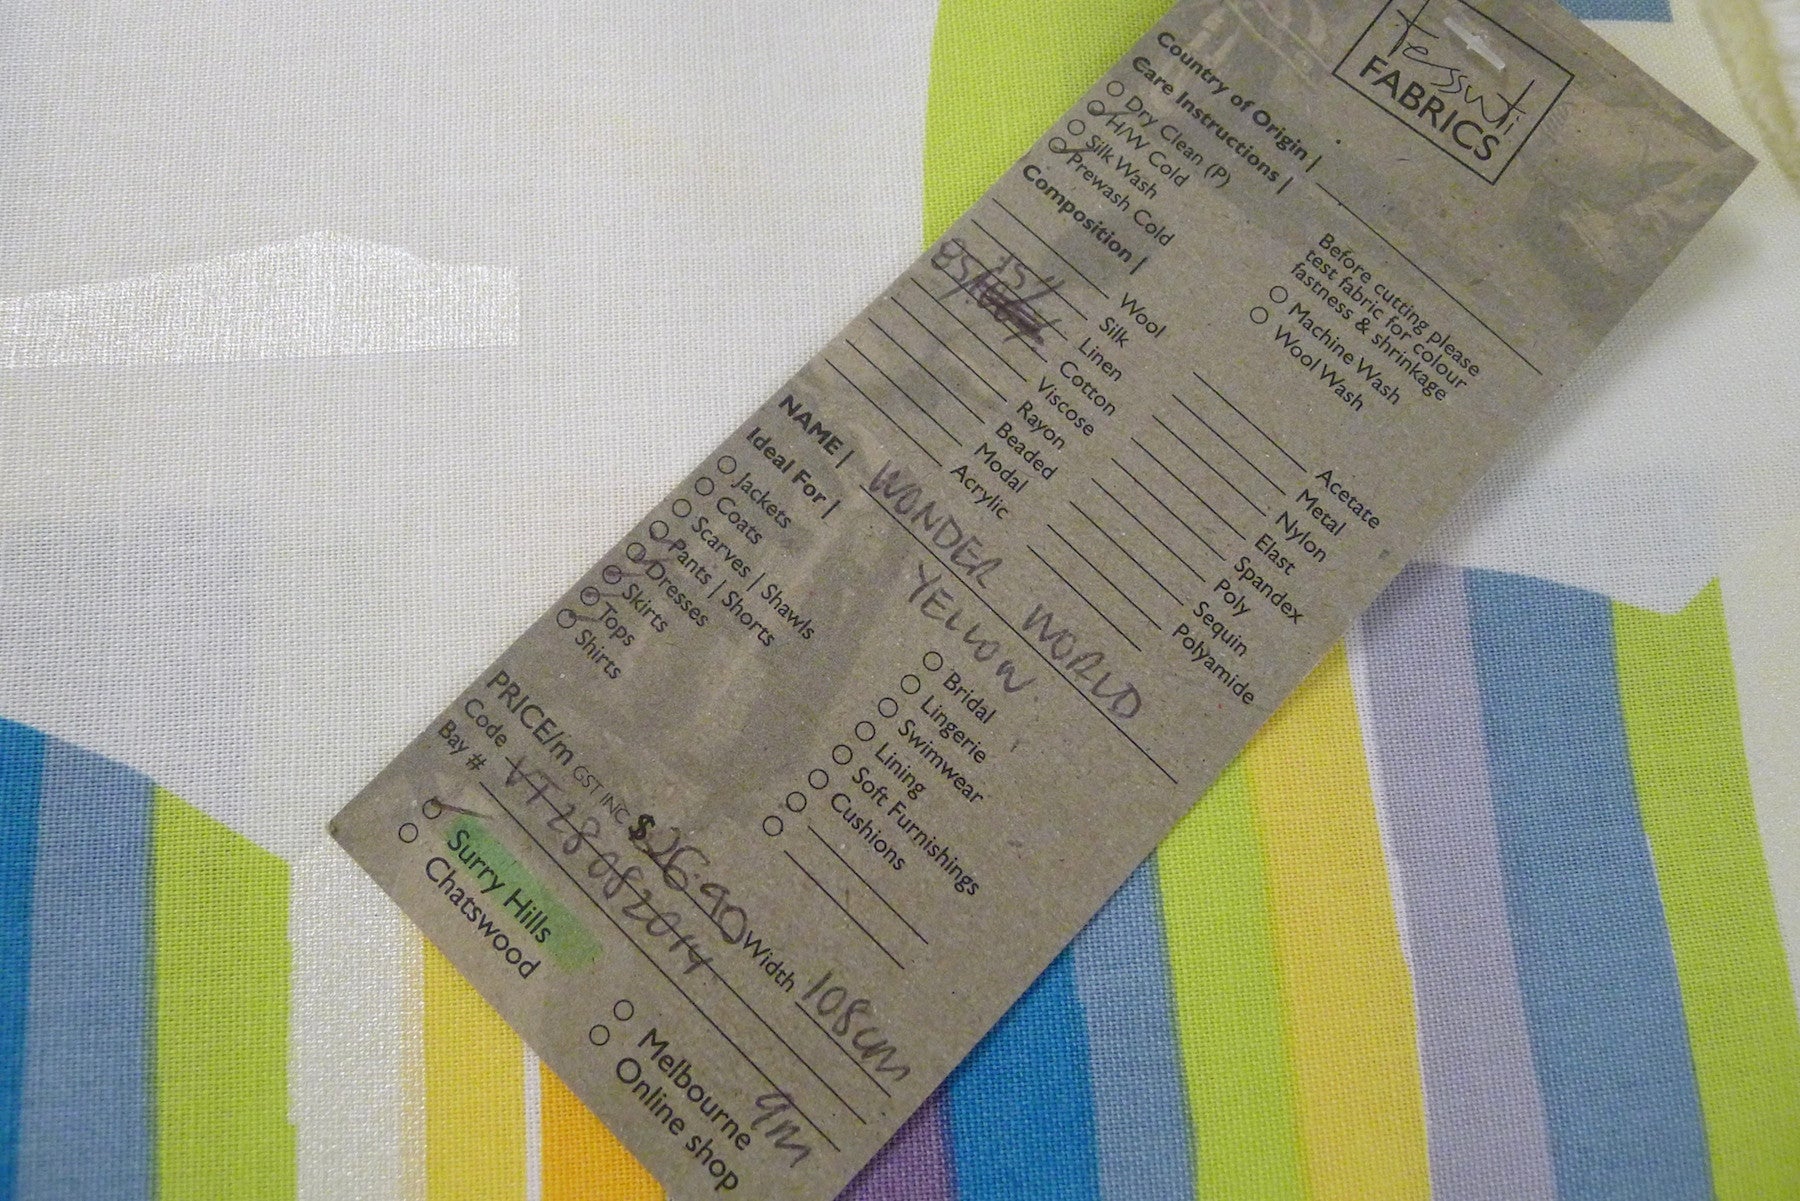 Tessuti
FABRICS
Country of Origin |
Care Instructions |
Dry Clean (P)
H/W Cold
Silk Wash
Prewash Cold
Before cutting please
test fabric for colour
fastness & shrinkage
Machine Wash
Wool Wash
Composition |
Wool
Silk
Linen
Cotton
Viscose
Rayon
Beaded
Modal
Acrylic
Acetate
Metal
Nylon
Elast
Spandex
Poly
Sequin
Polyamide
NAME | WONDER WORLD
YELLOW
Ideal For |
Jackets
Coats
Scarves | Shawls
Pants | Shorts
Dresses
Skirts
Tops
Shirts
Bridal
Lingerie
Swimwear
Lining
Soft Furnishings
Cushions
PRICE/m GST INC $26.90 Width 108cm
Code VT28082014
Bay # 9m
Surry Hills
Chatswood
Melbourne
Online shop